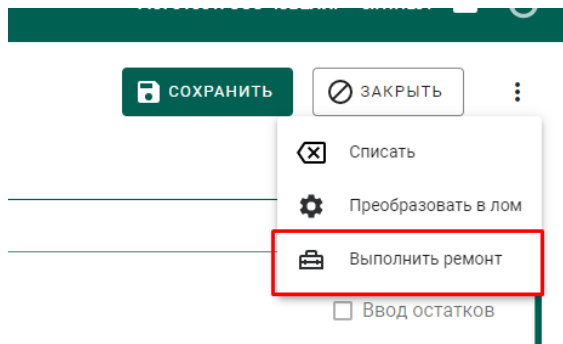 СОХРАНИТЬ
ЗАКРЫТЬ
Списать
Преобразовать в лом
Выполнить ремонт
Ввод остатков